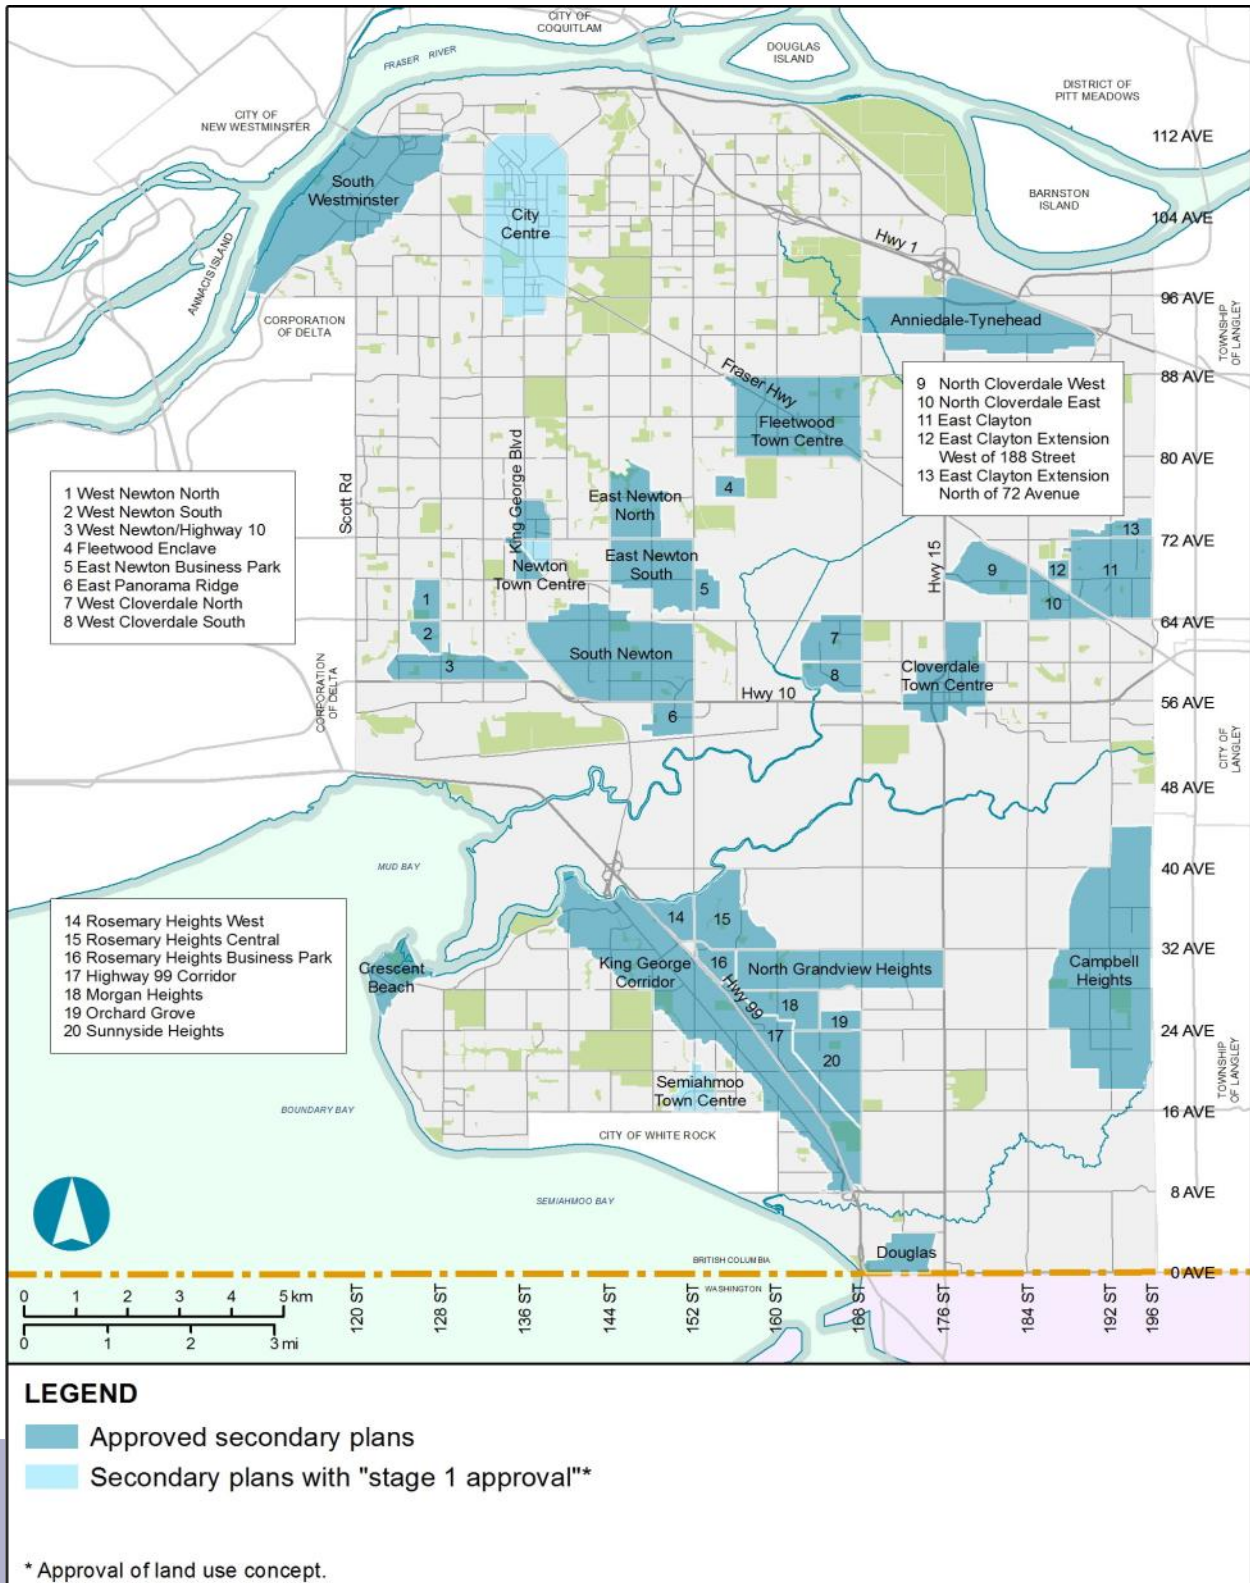 CITY OF
COQUITLAM
FRASER RIVER
DOUGLAS
ISLAND
DISTRICT OF
PITT MEADOWS
CITY OF
NEW WESTMINSTER
112 AVE
South
Westminster
BARNSTON
ISLAND
City
Centre
104 AVE
Hwy 1
ANNACIS ISLAND
96 AVE
CORPORATION
OF DELTA
Anniedale-Tynehead
TOWNSHIP
OF LANGLEY
Fraser Hwy
88 AVE
9 North Cloverdale West
10 North Cloverdale East
11 East Clayton
12 East Clayton Extension
West of 188 Street
13 East Clayton Extension
North of 72 Avenue
Fleetwood
Town Centre
King George Blvd
80 AVE
Scott Rd
1 West Newton North
2 West Newton South
3 West Newton/Highway 10
4 Fleetwood Enclave
5 East Newton Business Park
6 East Panorama Ridge
7 West Cloverdale North
8 West Cloverdale South
4
East Newton
North
13
72 AVE
Hwy 15
East Newton
South
Newton
Town Centre
9
12
11
5
1
10
64 AVE
2
7
South Newton
3
Cloverdale
Town Centre
8
CORPORATION
OF DELTA
Hwy 10
56 AVE
6
CITY OF
LANGLEY
48 AVE
MUD BAY
40 AVE
14 Rosemary Heights West
15 Rosemary Heights Central
16 Rosemary Heights Business Park
17 Highway 99 Corridor
18 Morgan Heights
19 Orchard Grove
20 Sunnyside Heights
14
15
32 AVE
Crescent
Beach
King George
Corridor
16
North Grandview Heights
Campbell
Heights
Hwy 99
18
19
24 AVE
17
20
TOWNSHIP
OF LANGLEY
Semiahmoo
Town Centre
BOUNDARY BAY
16 AVE
CITY OF WHITE ROCK
8 AVE
SEMIAHMOO BAY
Douglas
BRITISH COLUMBIA
0 AVE
WASHINGTON
0 1 2 3 4 5 km
0 1 2 3 mi
120 ST
128 ST
136 ST
144 ST
152 ST
160 ST
168 ST
176 ST
184 ST
192 ST
196 ST
LEGEND
Approved secondary plans
Secondary plans with "stage 1 approval"*
* Approval of land use concept.